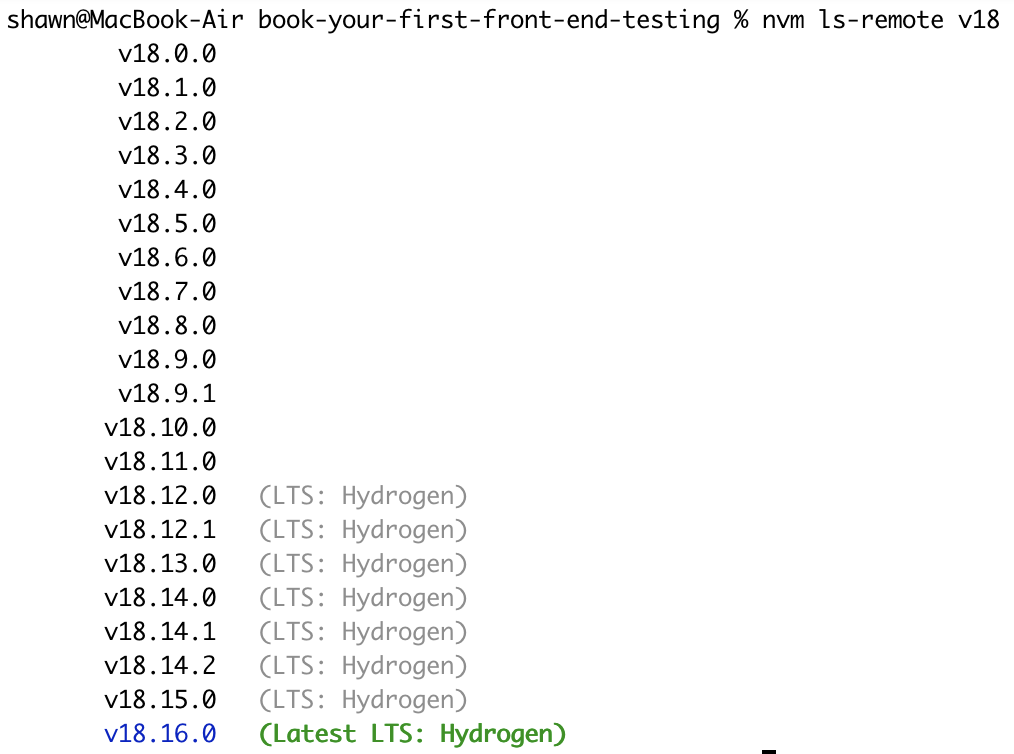 shawn@MacBook-Air book-your-first-front-end-testing % nvm ls-remote v18
v18.0.0
v18.1.0
v18.2.0
v18.3.0
v18.4.0
v18.5.0
v18.6.0
v18.7.0
v18.8.0
v18.9.0
v18.9.1
v18.10.0
v18.11.0
v18.12.0 (LTS: Hydrogen)
v18.12.1 (LTS: Hydrogen)
v18.13.0 (LTS: Hydrogen)
v18.14.0 (LTS: Hydrogen)
v18.14.1 (LTS: Hydrogen)
v18.14.2 (LTS: Hydrogen)
v18.15.0 (LTS: Hydrogen)
v18.16.0 (Latest LTS: Hydrogen)